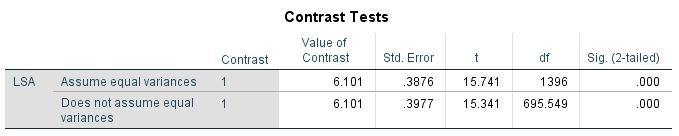 Contrast Tests
Contrast Value of Contrast Std. Error t df Sig. (2-tailed)
LSA Assume equal variances 1 6.101 .3876 15.741 1396 .000
Does not assume equal variances 1 6.101 .3977 15.341 695.549 .000